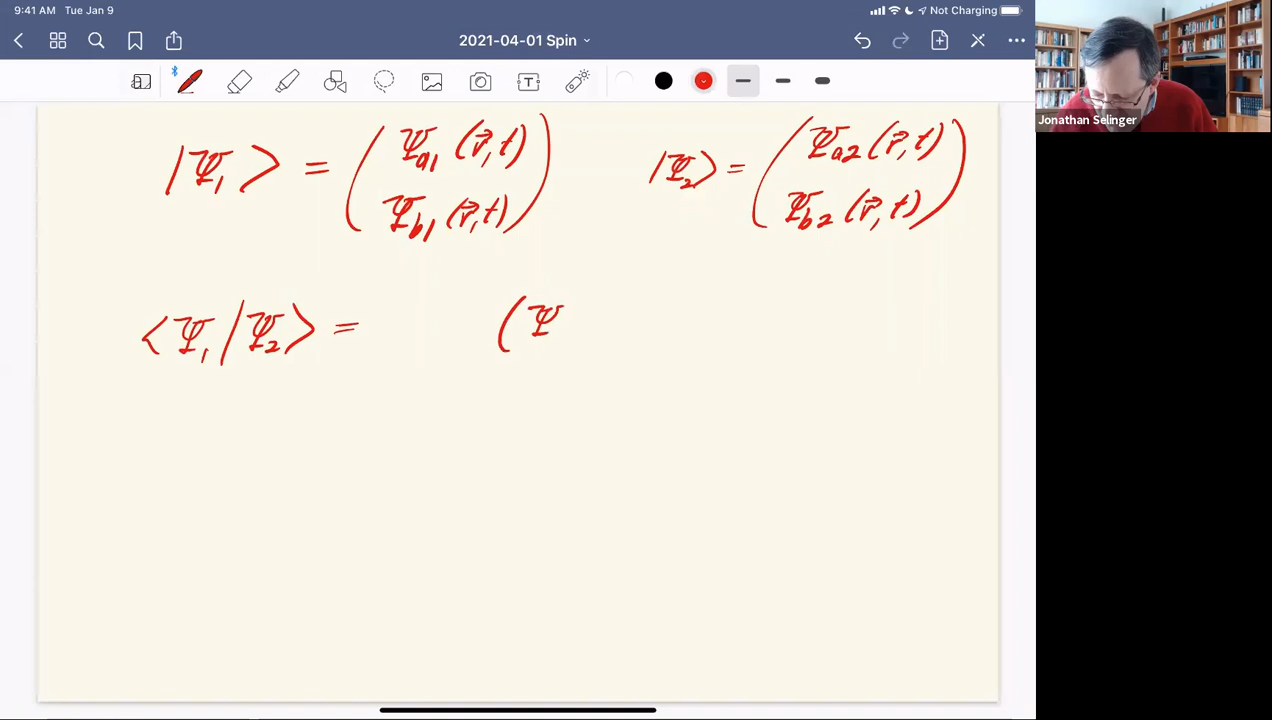 9:41 AM Tue Jan 9
Not Charging
2021-04-01 Spin
Jonathan Selinger
|Ψ₁> = (Ψₐ₁ (r⃗,t) |Ψ₂> = (Ψₐ₂ (r⃗,t)
Ψb₁ (r⃗,t)) Ψb₂ (r⃗,t))
<Ψ₁|Ψ₂> = (Ψ